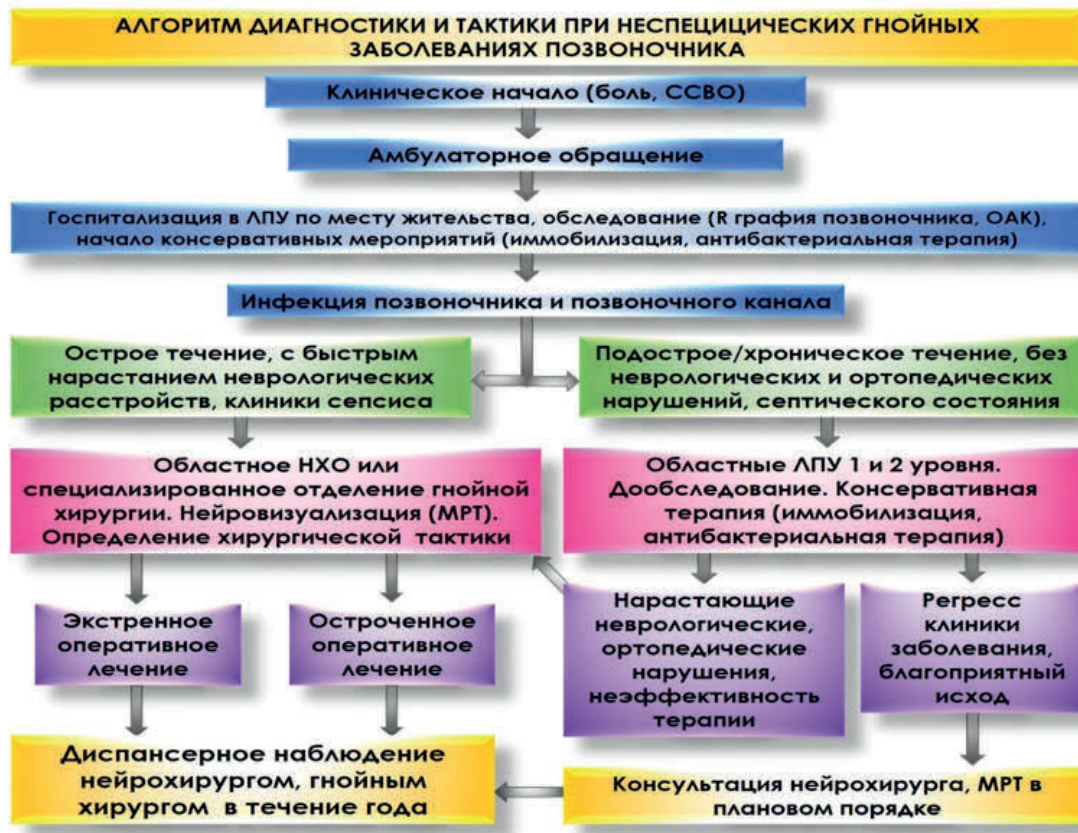 АЛГОРИТМ ДИАГНОСТИКИ И ТАКТИКИ ПРИ НЕСПЕЦИЦИЧЕСКИХ ГНОЙНЫХ
ЗАБОЛЕВАНИЯХ ПОЗВОНОЧНИКА
Клиническое начало (боль, ССВО)
Амбулаторное обращение
Госпитализация в ЛПУ по месту жительства, обследование (R графия позвоночника, ОАК),
начало консервативных мероприятий (иммобилизация, антибактериальная терапия)
Инфекция позвоночника и позвоночного канала
Острое течение, с быстрым
нарастанием неврологических
расстройств, клиники сепсиса
Подострое/хроническое течение, без
неврологических и ортопедических
нарушений, септического состояния
Областное НХО или
специализированное отделение гнойной
хирургии. Нейровизуализация (МРТ).
Определение хирургической тактики
Областные ЛПУ 1 и 2 уровня.
Дообследование. Консервативная
терапия (иммобилизация,
антибактериальная терапия)
Экстренное
оперативное
лечение
Остроченное
оперативное
лечение
Нарастающие
неврологические,
ортопедические
нарушения,
неэффективность
терапии
Регресс
клиники
заболевания,
благоприятный
исход
Диспансерное наблюдение
нейрохирургом, гнойным
хирургом в течение года
Консультация нейрохирурга, МРТ в
плановом порядке